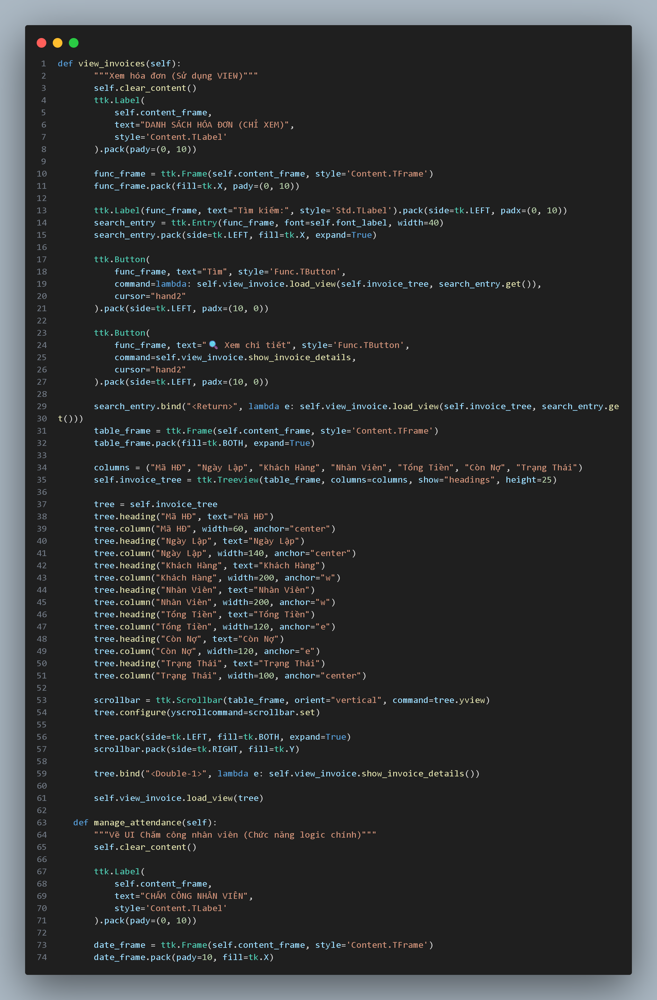 1 def view_invoices(self):
2 """Xem hóa đơn (Sử dụng VIEW)"""
3 self.clear_content()
4 ttk.Label(
5 self.content_frame,
6 text="DANH SÁCH HÓA ĐƠN (CHỈ XEM)",
7 style='Content.TLabel'
8 ).pack(pady=(0, 10))
9
10 func_frame = ttk.Frame(self.content_frame, style='Content.TFrame')
11 func_frame.pack(fill=tk.X, pady=(0, 10))
12
13 ttk.Label(func_frame, text="Tìm kiếm:", style='Std.TLabel').pack(side=tk.LEFT, padx=(0, 10))
14 search_entry = ttk.Entry(func_frame, font=self.font_label, width=40)
15 search_entry.pack(side=tk.LEFT, fill=tk.X, expand=True)
16
17 ttk.Button(
18 func_frame, text="Tìm", style='Func.TButton',
19 command=lambda: self.view_invoice.load_view(self.invoice_tree, search_entry.get()),
20 cursor="hand2"
21 ).pack(side=tk.LEFT, padx=(10, 0))
22
23 ttk.Button(
24 func_frame, text="🔍 Xem chi tiết", style='Func.TButton',
25 command=self.view_invoice.show_invoice_details,
26 cursor="hand2"
27 ).pack(side=tk.LEFT, padx=(10, 0))
28
29 search_entry.bind("<Return>", lambda e: self.view_invoice.load_view(self.invoice_tree, search_entry.ge
30 t()))
31 table_frame = ttk.Frame(self.content_frame, style='Content.TFrame')
32 table_frame.pack(fill=tk.BOTH, expand=True)
33
34 columns = ("Mã HĐ", "Ngày Lập", "Khách Hàng", "Nhân Viên", "Tổng Tiền", "Còn Nợ", "Trạng Thái")
35 self.invoice_tree = ttk.Treeview(table_frame, columns=columns, show="headings", height=25)
36
37 tree = self.invoice_tree
38 tree.heading("Mã HĐ", text="Mã HĐ")
39 tree.column("Mã HĐ", width=60, anchor="center")
40 tree.heading("Ngày Lập", text="Ngày Lập")
41 tree.column("Ngày Lập", width=140, anchor="center")
42 tree.heading("Khách Hàng", text="Khách Hàng")
43 tree.column("Khách Hàng", width=200, anchor="w")
44 tree.heading("Nhân Viên", text="Nhân Viên")
45 tree.column("Nhân Viên", width=200, anchor="w")
46 tree.heading("Tổng Tiền", text="Tổng Tiền")
47 tree.column("Tổng Tiền", width=120, anchor="e")
48 tree.heading("Còn Nợ", text="Còn Nợ")
49 tree.column("Còn Nợ", width=120, anchor="e")
50 tree.heading("Trạng Thái", text="Trạng Thái")
51 tree.column("Trạng Thái", width=100, anchor="center")
52
53 scrollbar = ttk.Scrollbar(table_frame, orient="vertical", command=tree.yview)
54 tree.configure(yscrollcommand=scrollbar.set)
55
56 tree.pack(side=tk.LEFT, fill=tk.BOTH, expand=True)
57 scrollbar.pack(side=tk.RIGHT, fill=tk.Y)
58
59 tree.bind("<Double-1>", lambda e: self.view_invoice.show_invoice_details())
60
61 self.view_invoice.load_view(tree)
62
63 def manage_attendance(self):
64 """Vẽ UI Chấm công nhân viên (Chức năng logic chính)"""
65 self.clear_content()
66
67 ttk.Label(
68 self.content_frame,
69 text="CHẤM CÔNG NHÂN VIÊN",
70 style='Content.TLabel'
71 ).pack(pady=(0, 10))
72
73 date_frame = ttk.Frame(self.content_frame, style='Content.TFrame')
74 date_frame.pack(pady=10, fill=tk.X)